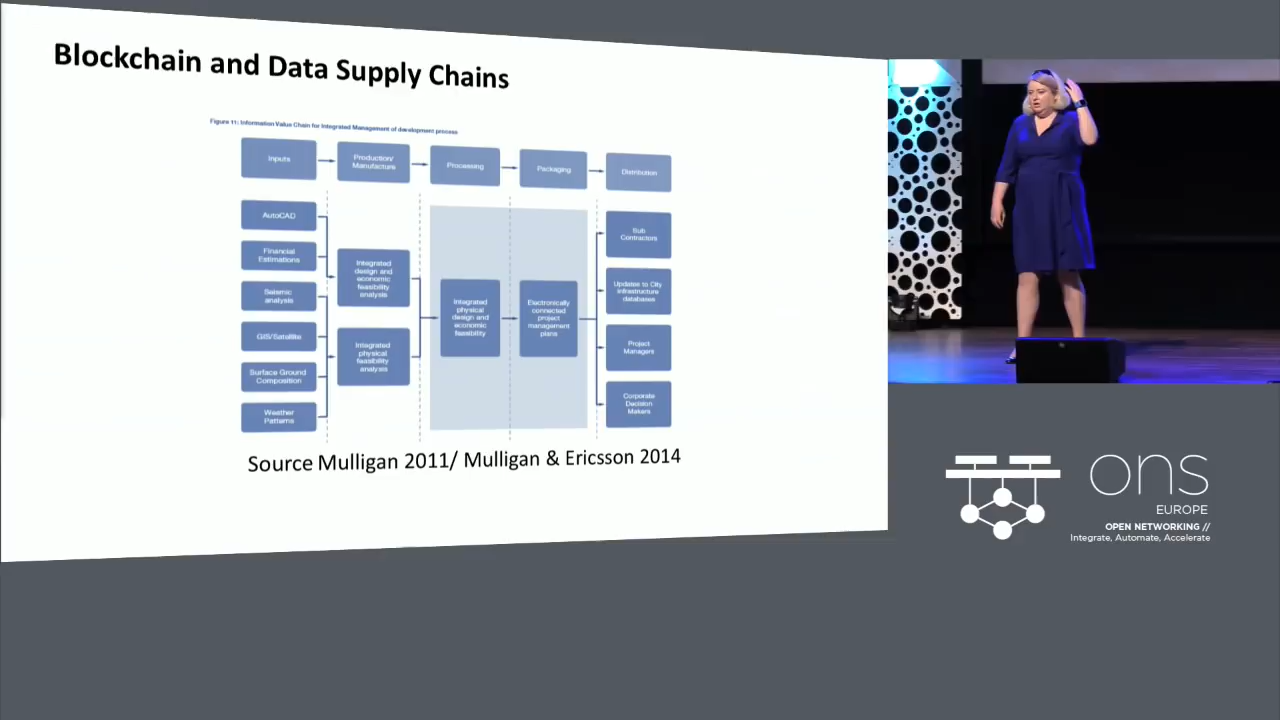 Blockchain and Data Supply Chains
Figure 11: Information Value Chain for Integrated Management of development process
Inputs
Production/
Manufacture
Processing
Packaging
Distribution
AutoCAD
Financial
Estimations
Seismic
analysis
GIS/Satellite
Surface Ground
Composition
Weather
Patterns
Integrated
design and
economic
feasibility
analysis
Integrated
physical
feasibility
analysis
Integrated
physical
design and
economic
feasibility
Electronically
connected
project
management
plans
Sub
Contractors
Updates to City
infrastructure
databases
Project
Managers
Corporate
Decision
Makers
Source Mulligan 2011/ Mulligan & Ericsson 2014
ons
EUROPE
OPEN NETWORKING //
Integrate, Automate, Accelerate